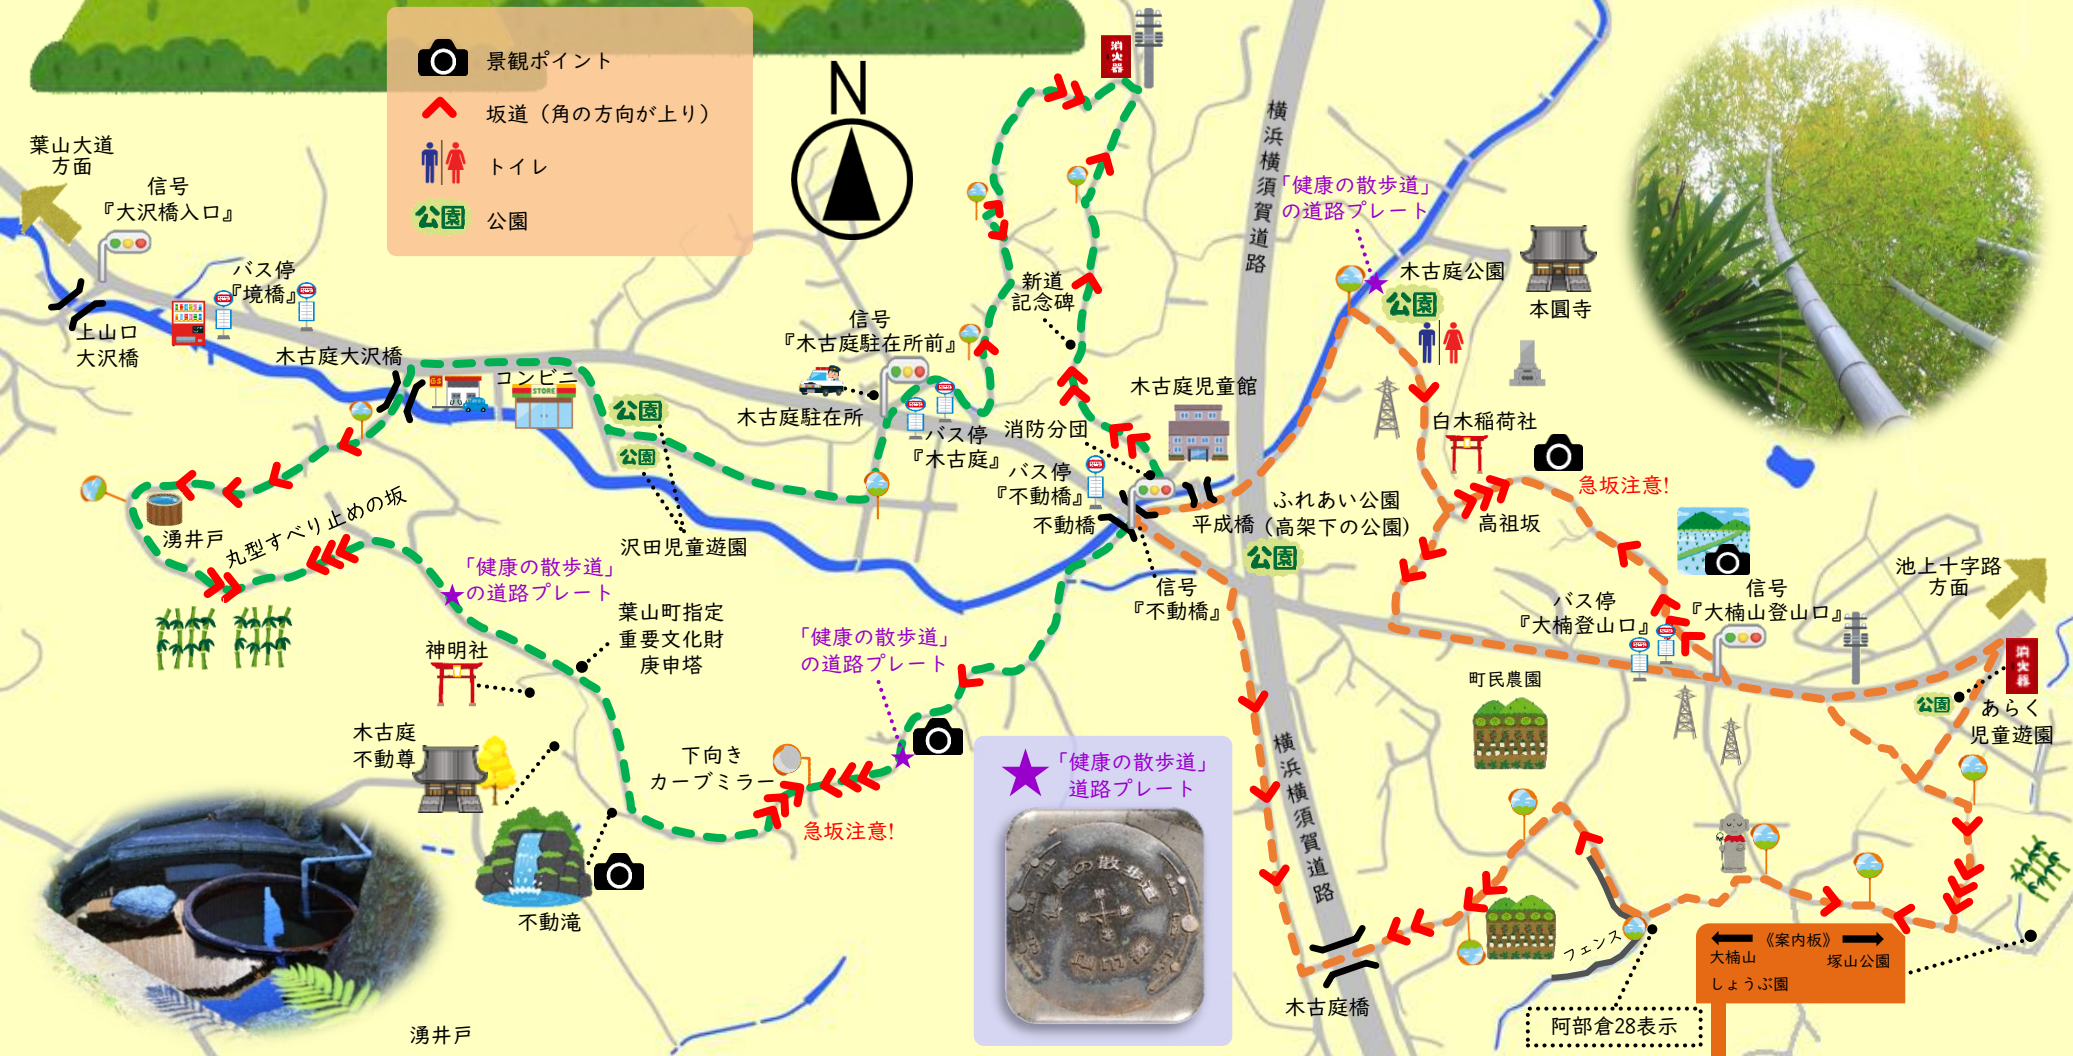 景観ポイント
坂道（角の方向が上り）
トイレ
公園
公園
N
消火器
葉山大道
方面
信号
『大沢橋入口』
バス停
『境橋』
上山口
大沢橋
木古庭大沢橋
コンビニ
STORE
GS
公園
公園
沢田児童遊園
信号
『木古庭駐在所前』
木古庭駐在所
バス停
『木古庭』
新道
記念碑
消防分団
木古庭児童館
バス停
『不動橋』
不動橋
平成橋
信号
『不動橋』
横浜横須賀道路
「健康の散歩道」
の道路プレート
木古庭公園
公園
本圓寺
白木稲荷社
急坂注意!
高祖坂
ふれあい公園
（高架下の公園）
公園
バス停
『大楠登山口』
信号
『大楠山登山口』
池上十字路
方面
消火器
公園
あらく
児童遊園
町民農園
湧井戸
丸型すべり止めの坂
「健康の散歩道」
の道路プレート
葉山町指定
重要文化財
庚申塔
神明社
木古庭
不動尊
不動滝
下向き
カーブミラー
急坂注意!
「健康の散歩道」
の道路プレート
「健康の散歩道」
道路プレート
の散歩道
横浜横須賀道路
木古庭橋
フェンス
阿部倉28表示
《案内板》
大楠山
塚山公園
しょうぶ園
湧井戸